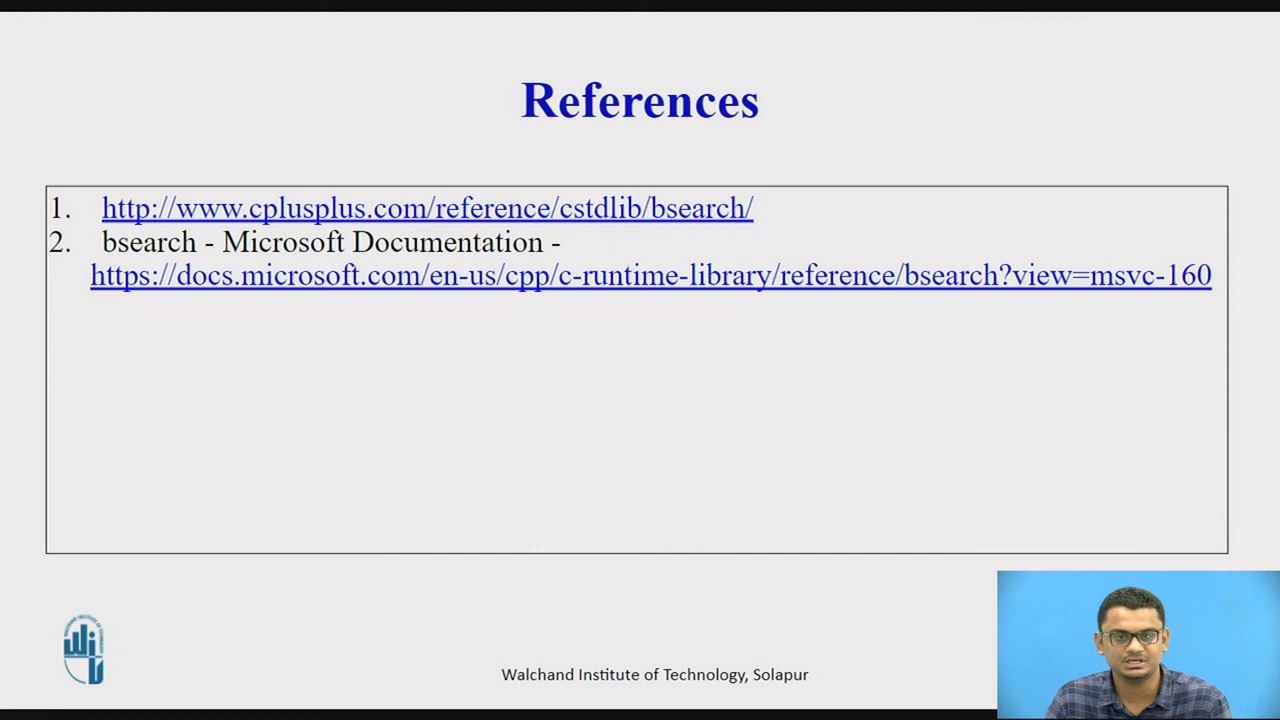 References
1. http://www.cplusplus.com/reference/cstdlib/bsearch/
2. bsearch - Microsoft Documentation -
https://docs.microsoft.com/en-us/cpp/c-runtime-library/reference/bsearch?view=msvc-160
Walchand Institute of Technology, Solapur